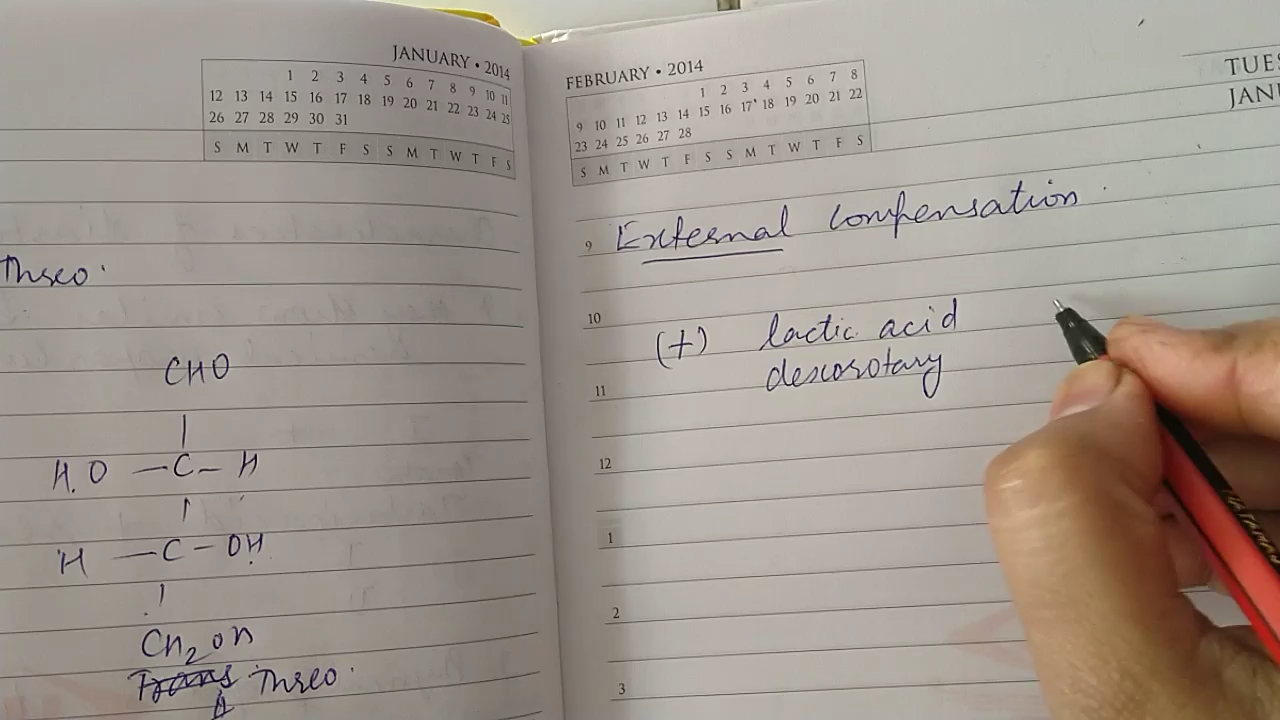 JANUARY • 2014
1 2 3 4 5 6 7 8 9 10 11
12 13 14 15 16 17 18 19 20 21 22 23 24 25
26 27 28 29 30 31
S M T W T F S S M T W T F S
Threo.
CHO
|
H.O — C — H
|
H — C — OH
|
CH2OH
Trans Threo.
FEBRUARY • 2014
1 2 3 4 5 6 7 8
9 10 11 12 13 14 15 16 17 18 19 20 21 22
23 24 25 26 27 28
S M T W T F S S M T W T F S
TUES
JANU
9 External compensation
10 (+) lactic acid
11 dexorotary
12
1
2
3